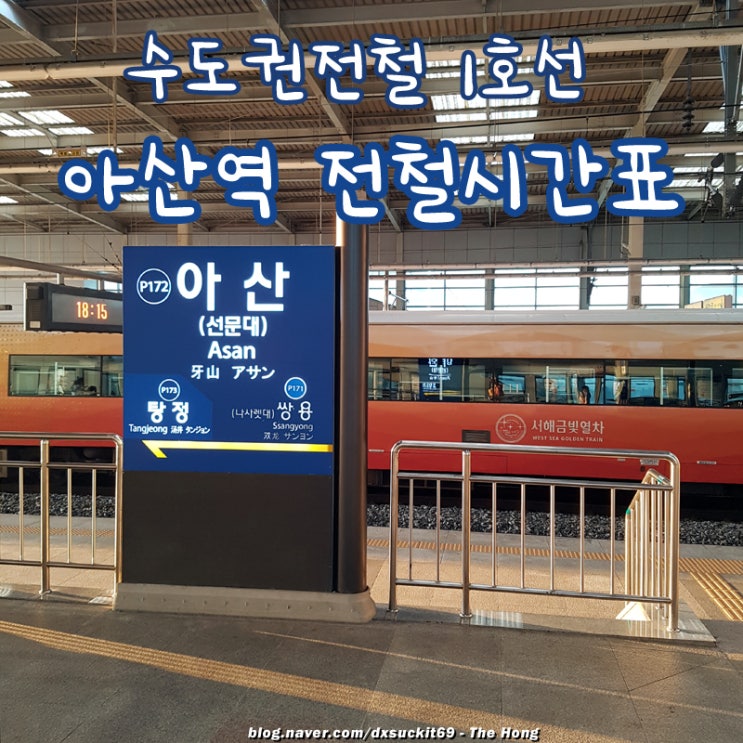 수도권전철 1호선
아산역 전철시간표
18:15
P172
아산
(선문대)
Asan
牙山 アサン
P173
탕정
Tangjeong 湯井 タンジョン
P171
(나사렛대) 쌍용
Ssangyong
双龙 サンヨン
서해금빛열차
WEST SEA GOLDEN TRAIN
blog.naver.com/dxsuckit69 - The Hong